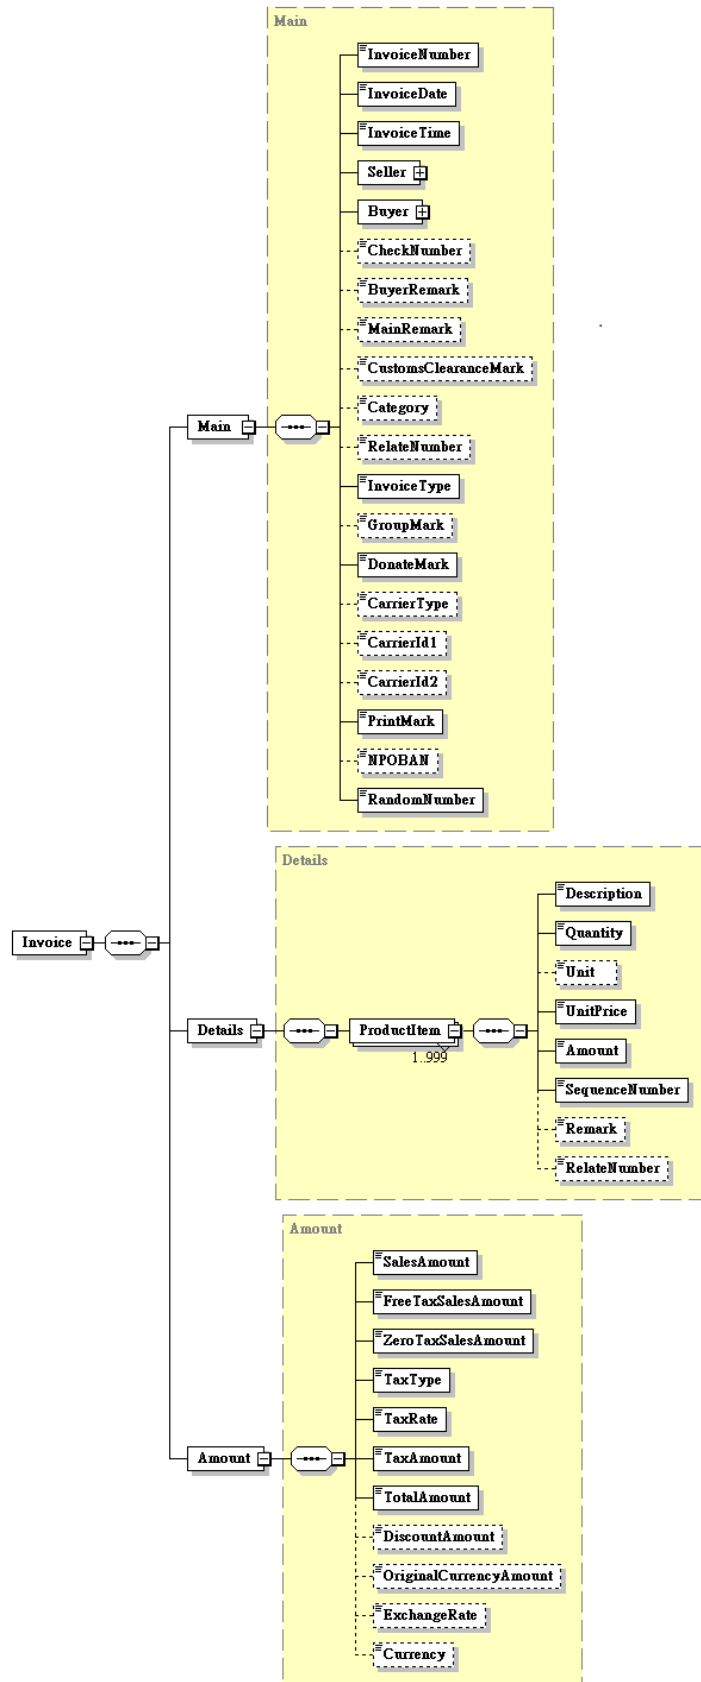 Main
InvoiceNumber
InvoiceDate
InvoiceTime
Seller
Buyer
CheckNumber
BuyerRemark
MainRemark
CustomsClearanceMark
Category
Main
RelateNumber
InvoiceType
GroupMark
DonateMark
CarrierType
CarrierId1
CarrierId2
PrintMark
NPOBAN
RandomNumber
Details
Description
Invoice
Quantity
Unit
UnitPrice
Details
ProductItem
1..999
Amount
SequenceNumber
Remark
RelateNumber
Amount
SalesAmount
FreeTaxSalesAmount
ZeroTaxSalesAmount
TaxType
TaxRate
Amount
TaxAmount
TotalAmount
DiscountAmount
OriginalCurrencyAmount
ExchangeRate
Currency